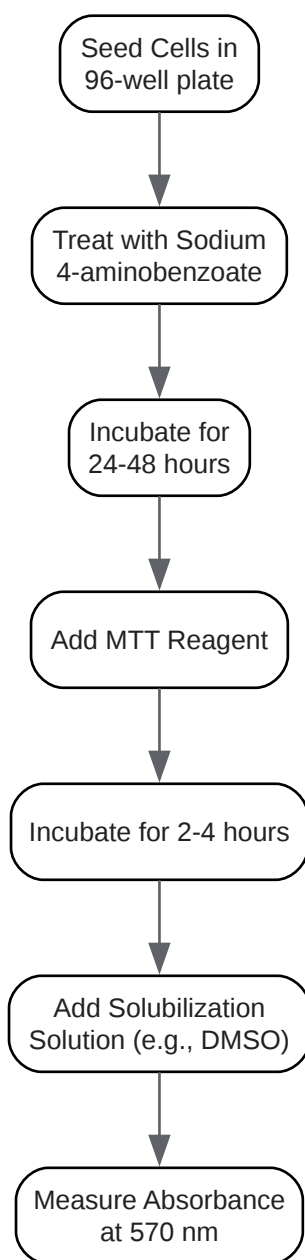 Seed Cells in
96-well plate
Treat with Sodium
4-aminobenzoate
Incubate for
24-48 hours
Add MTT Reagent
Incubate for 2-4 hours
Add Solubilization
Solution (e.g., DMSO)
Measure Absorbance
at 570 nm